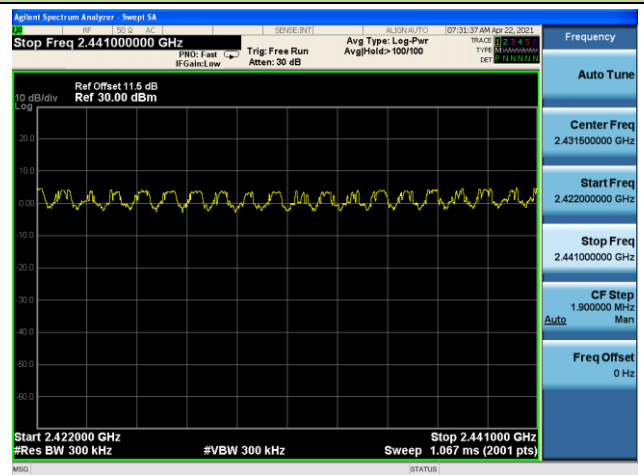 Agilent Spectrum Analyzer - Swept SA
RF 50 Ω AC SENSE:INT ALIGNAUTO 07:31:37 AM Apr 22, 2021
Stop Freq 2.441000000 GHz
PNO: Fast
IFGain:Low
Trig: Free Run
Atten: 30 dB
Avg Type: Log-Pwr
Avg|Hold:>100/100
TRACE 1 2 3 4 5 6
TYPE M
DET P N N N N N
Ref Offset 11.5 dB
10 dB/div Ref 30.00 dBm
Log
20.0
10.0
0.00
-10.0
-20.0
-30.0
-40.0
-50.0
-60.0
Start 2.422000 GHz Stop 2.441000 GHz
#Res BW 300 kHz #VBW 300 kHz Sweep 1.067 ms (2001 pts)
MSG STATUS
Frequency
Auto Tune
Center Freq
2.431500000 GHz
Start Freq
2.422000000 GHz
Stop Freq
2.441000000 GHz
CF Step
1.900000 MHz
Auto Man
Freq Offset
0 Hz